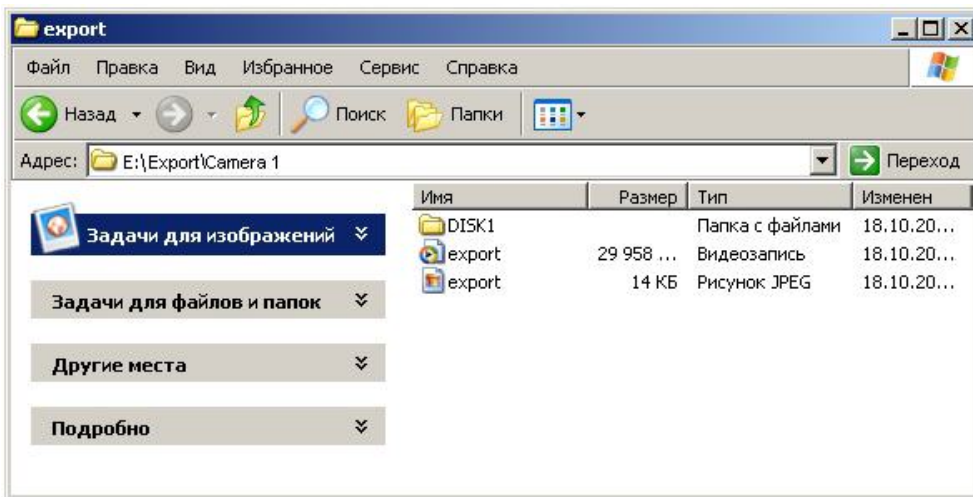 export
Файл Правка Вид Избранное Сервис Справка
Назад Поиск Папки
Адрес: E:\Export\Camera 1 Переход
Имя Размер Тип Изменен
DISK1 Папка с файлами 18.10.20...
export 29 958 ... Видеозапись 18.10.20...
export 14 КБ Рисунок JPEG 18.10.20...
Задачи для изображений
Задачи для файлов и папок
Другие места
Подробно